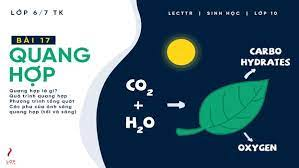 LỚP 6/7 TK
LECTTR | SINH HỌC | LỚP 10
BÀI 17
QUANG
HỢP
Quang hợp là gì?
Quá trình quang hợp
Phương trình tổng quát
Các pha của ánh sáng
quang hợp (tối và sáng)
CO2
+
H2O
CARBO
HYDRATES
OXYGEN